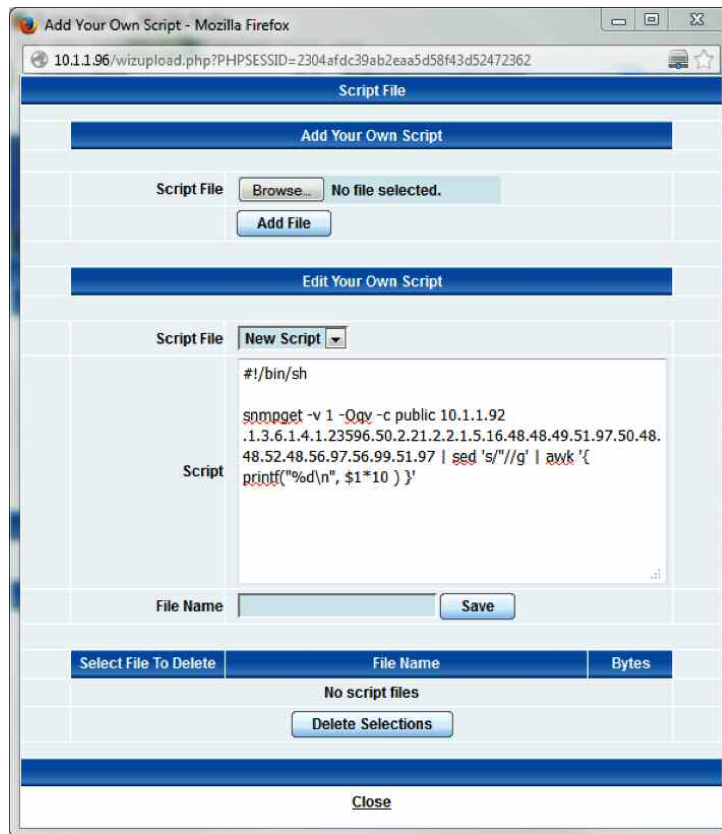 Add Your Own Script - Mozilla Firefox
10.1.1.96/wizupload.php?PHPSESSID=2304afdc39ab2eaa5d58f43d52472362
Script File
Add Your Own Script
Script File Browse... No file selected.
Add File
Edit Your Own Script
Script File New Script
#!/bin/sh
snmpget -v 1 -Oqv -c public 10.1.1.92
.1.3.6.1.4.1.23596.50.2.21.2.2.1.5.16.48.48.49.51.97.50.48.
48.52.48.56.97.56.99.51.97 | sed 's/"//g' | awk '{
Script printf("%d\n", $1*10 ) }'
File Name Save
Select File To Delete File Name Bytes
No script files
Delete Selections
Close